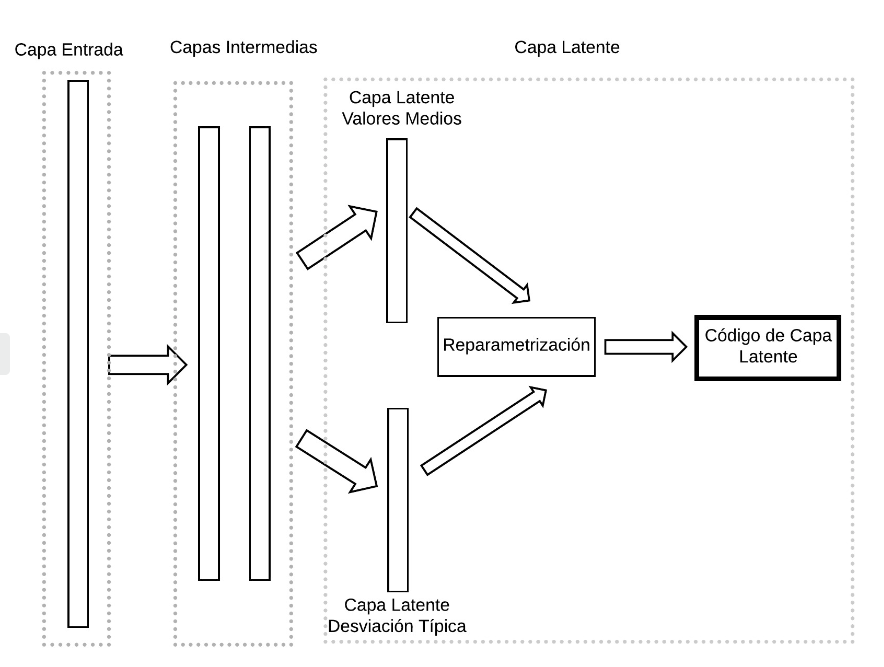 Capa Entrada
Capas Intermedias
Capa Latente
Capa Latente
Valores Medios
Reparametrización
Código de Capa
Latente
Capa Latente
Desviación Típica